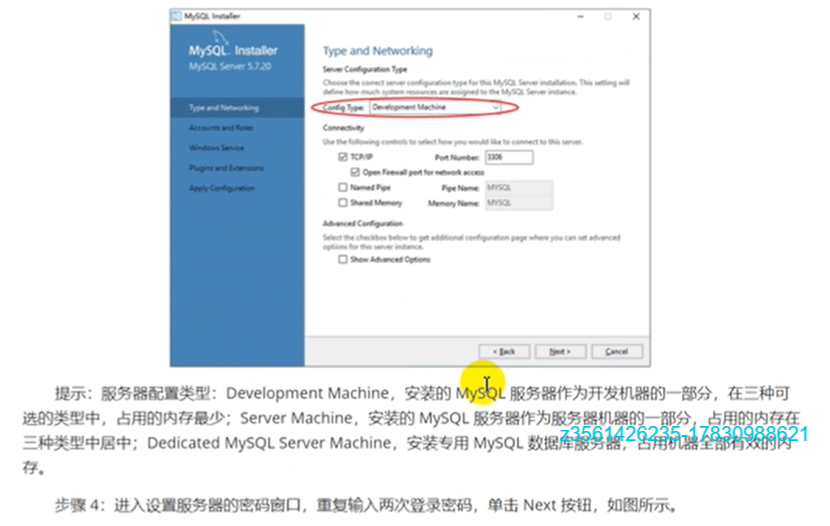 MySQL Installer
MySQL. Installer
MySQL Server 5.7.20
Type and Networking
Accounts and Roles
Windows Service
Plugins and Extensions
Apply Configuration
Type and Networking
Server Configuration Type
Choose the correct server configuration type for this MySQL Server installation. This setting will
define how much system resources are assigned to the MySQL Server instance.
Config Type: Development Machine
Connectivity
Use the following controls to select how you would like to connect to this server.
TCP/IP Port Number: 3306
Open Firewall port for network access
Named Pipe Pipe Name: MYSQL
Shared Memory Memory Name: MYSQL
Advanced Configuration
Select the checkbox below to get additional configuration page where you can set advanced
options for this server instance.
Show Advanced Options
< Back Next > Cancel
提示：服务器配置类型：Development Machine，安装的 MySQL 服务器作为开发机器的一部分，在三种可
选的类型中，占用的内存最少；Server Machine，安装的 MySQL 服务器作为服务器机器的一部分，占用的内存在
三种类型中居中；Dedicated MySQL Server Machine，安装专用 MySQL 数据库服务器，占用机器全部有效的内
存。
z3561426235-17830988621
步骤 4：进入设置服务器的密码窗口，重复输入两次登录密码，单击 Next 按钮，如图所示。